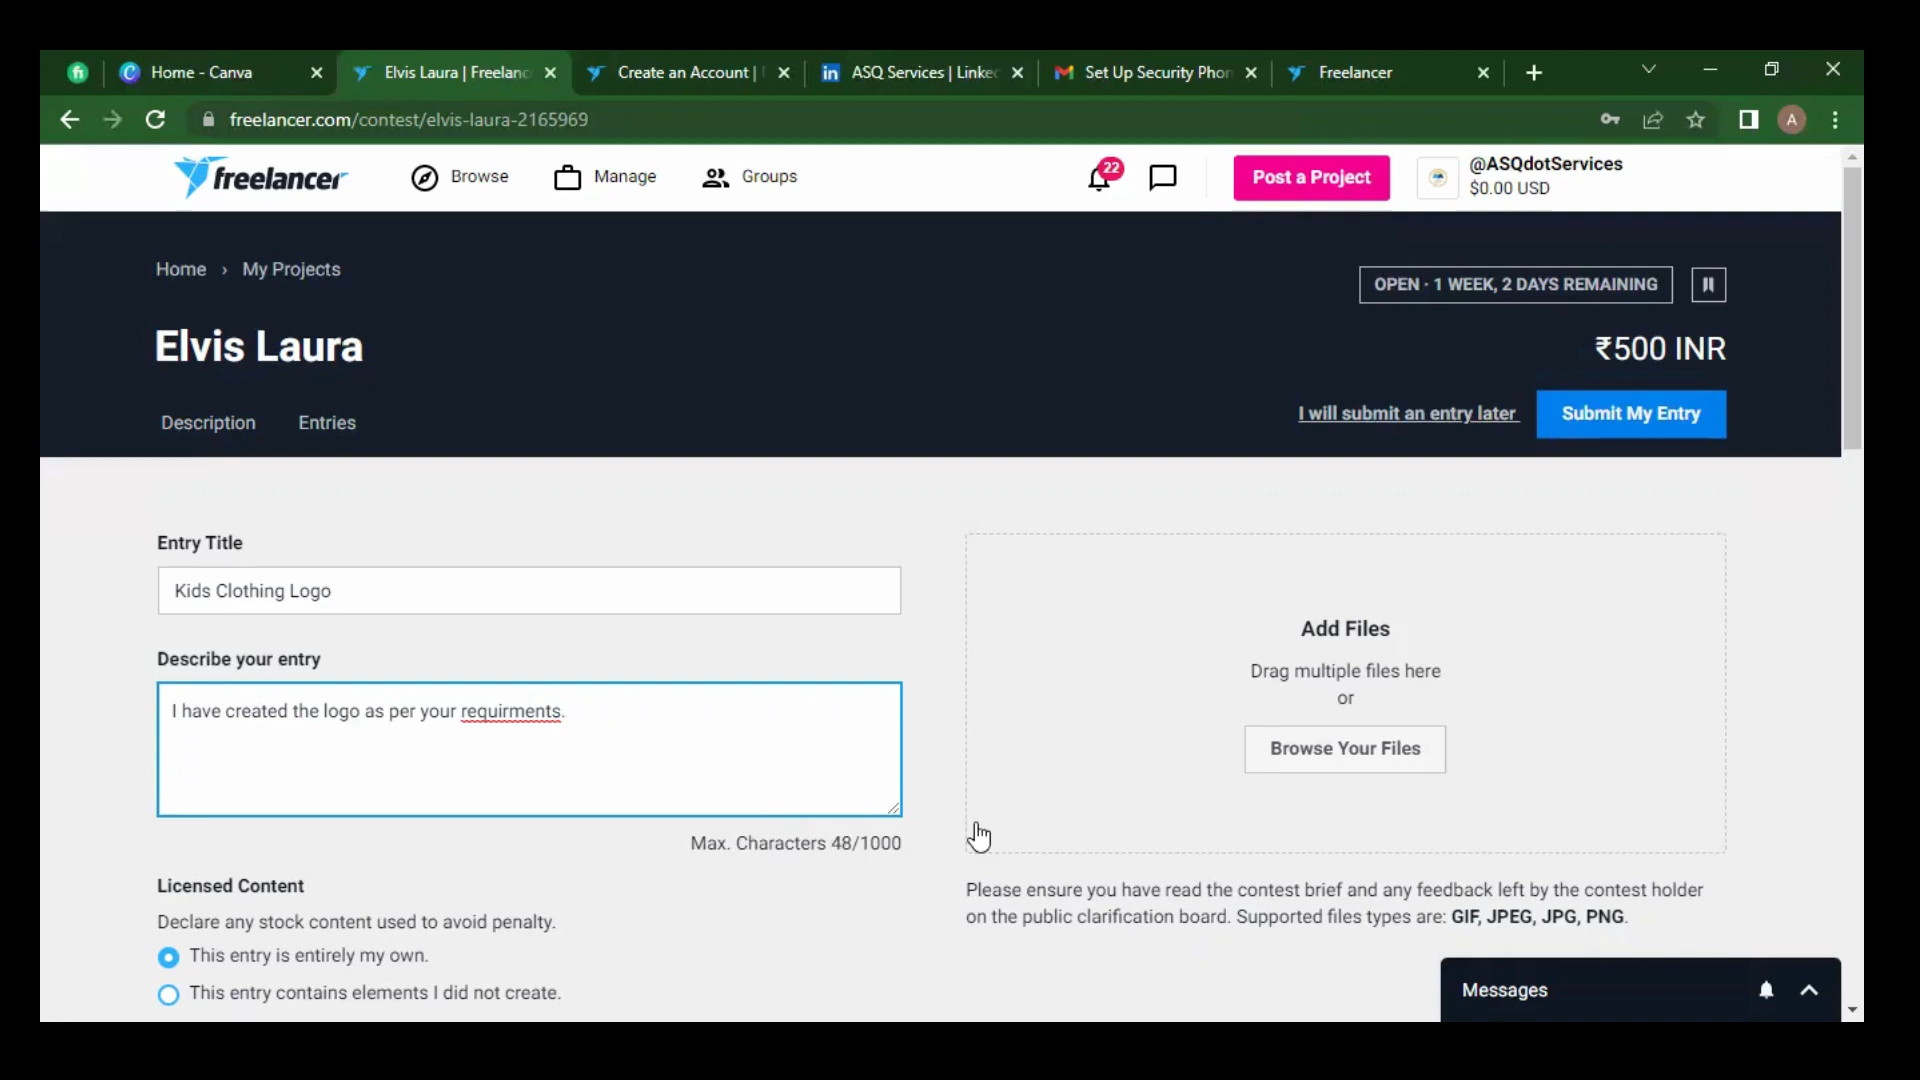 Home - Canva
Elvis Laura | Freelanc
Create an Account |
ASQ Services | Linked
Set Up Security Phon
Freelancer
freelancer.com/contest/elvis-laura-2165969
A
freelancer
Browse
Manage
Groups
22
Post a Project
@ASQdotServices
$0.00 USD
Home › My Projects
OPEN · 1 WEEK, 2 DAYS REMAINING
Elvis Laura
₹500 INR
Description
Entries
I will submit an entry later
Submit My Entry
Entry Title
Kids Clothing Logo
Describe your entry
I have created the logo as per your requirments.
Max. Characters 48/1000
Add Files
Drag multiple files here
or
Browse Your Files
Please ensure you have read the contest brief and any feedback left by the contest holder
on the public clarification board. Supported files types are: GIF, JPEG, JPG, PNG.
Licensed Content
Declare any stock content used to avoid penalty.
This entry is entirely my own.
This entry contains elements I did not create.
Messages